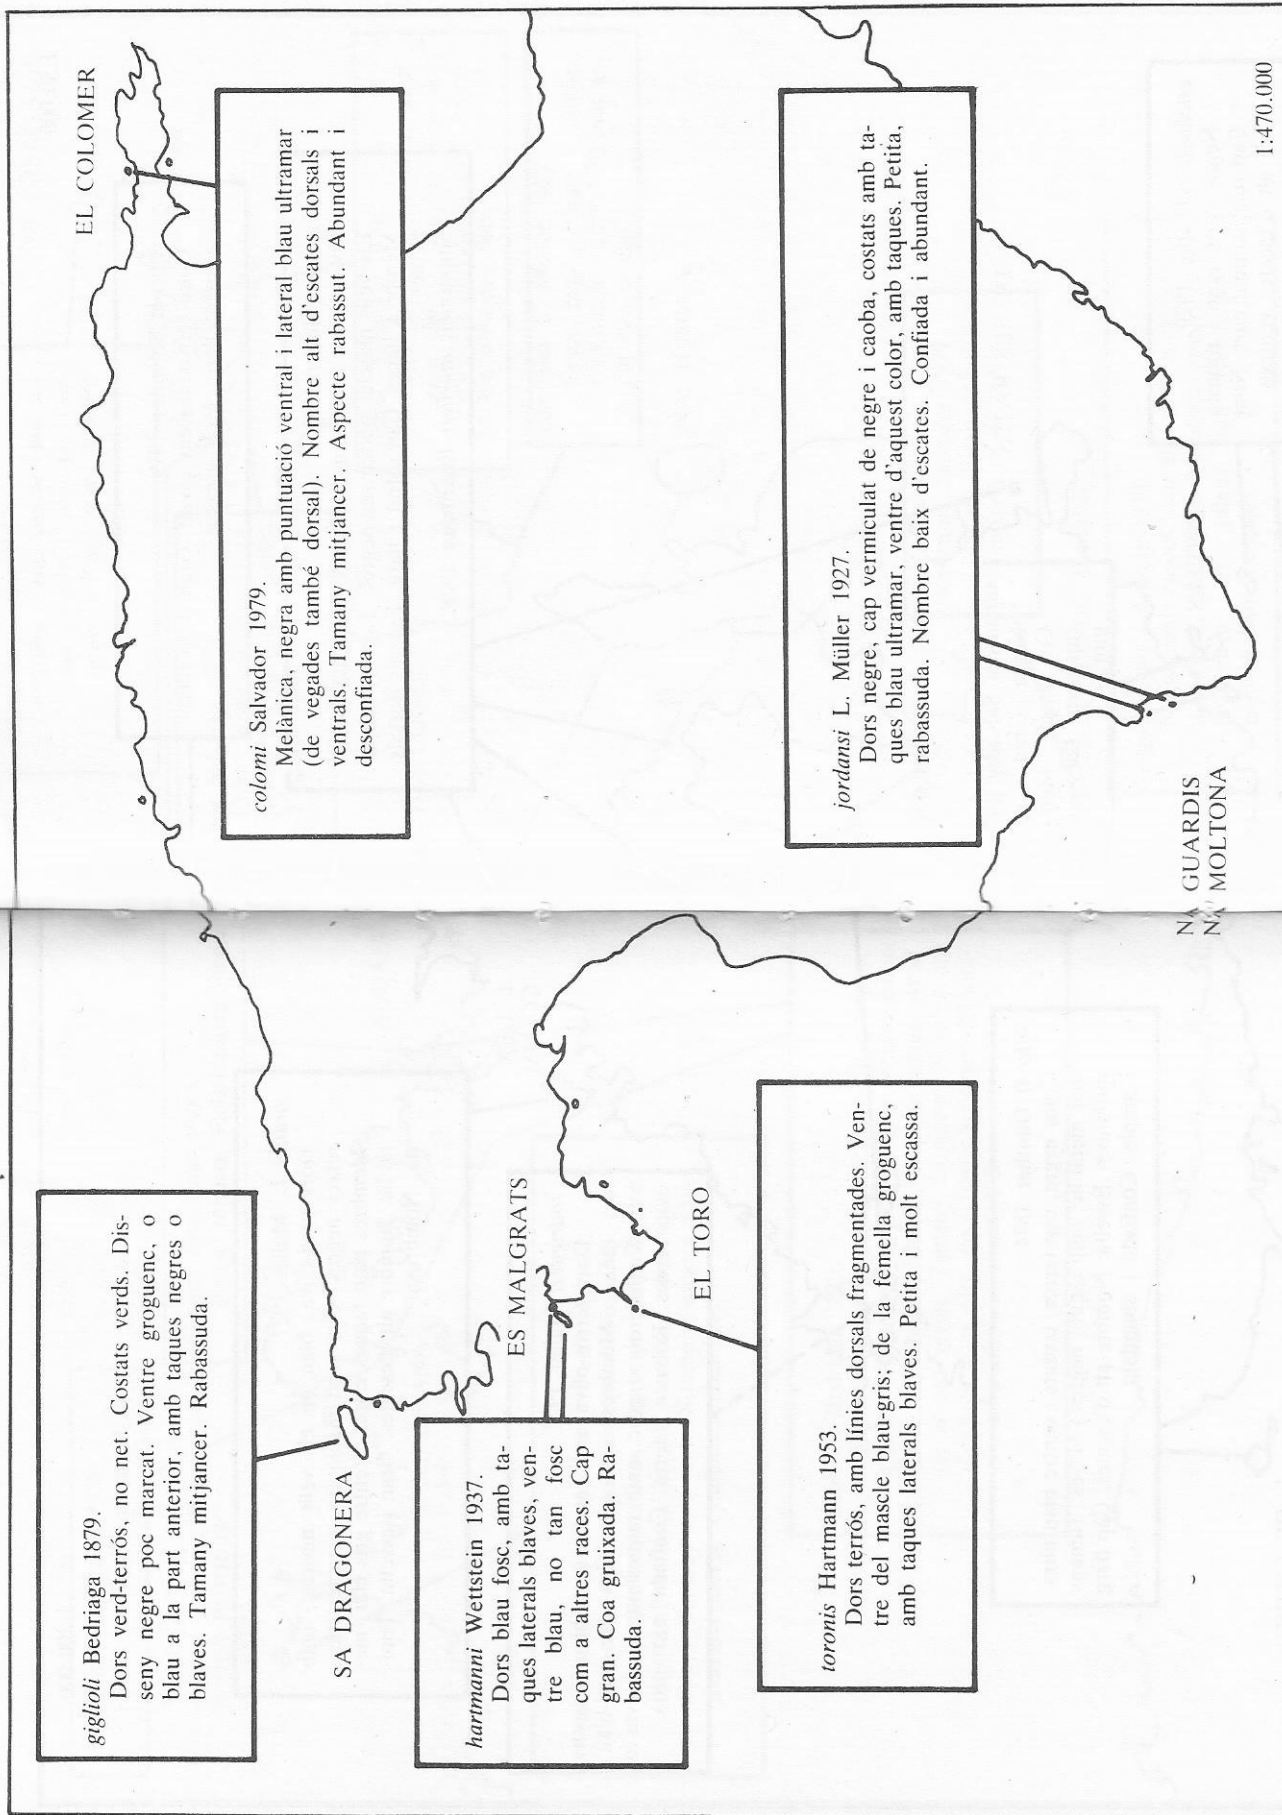 giglioli Bedriaga 1879.
Dors verd-terrós, no net. Costats verds. Dis-
seny negre poc marcat. Ventre groguenc, o
blau a la part anterior, amb taques negres o
blaves. Tamany mitjancer. Rabassuda.
SA DRAGONERA
hartmanni Wettstein 1937.
Dors blau fosc, amb ta-
ques laterals blaves, ven-
tre blau, no tan fosc
com a altres races. Cap
gran. Coa gruixada. Ra-
bassuda.
ES MALGRATS
EL TORO
toronis Hartmann 1953.
Dors terrós, amb línies dorsals fragmentades. Ven-
tre del mascle blau-gris; de la femella groguenc,
amb taques laterals blaves. Petita i molt escassa.
EL COLOMER
colomi Salvador 1979.
Melànica, negra amb puntuació ventral i lateral blau ultramar
(de vegades també dorsal). Nombre alt d'escates dorsals i
ventrals. Tamany mitjancer. Aspecte rabassut. Abundant i
desconfiada.
jordansi L. Müller 1927.
Dors negre, cap vermiculat de negre i caoba, costats amb ta-
ques blau ultramar, ventre d'aquest color, amb taques. Petita,
rabassuda. Nombre baix d'escates. Confiada i abundant.
NA GUARDIS
NA MOLTONA
1:470.000